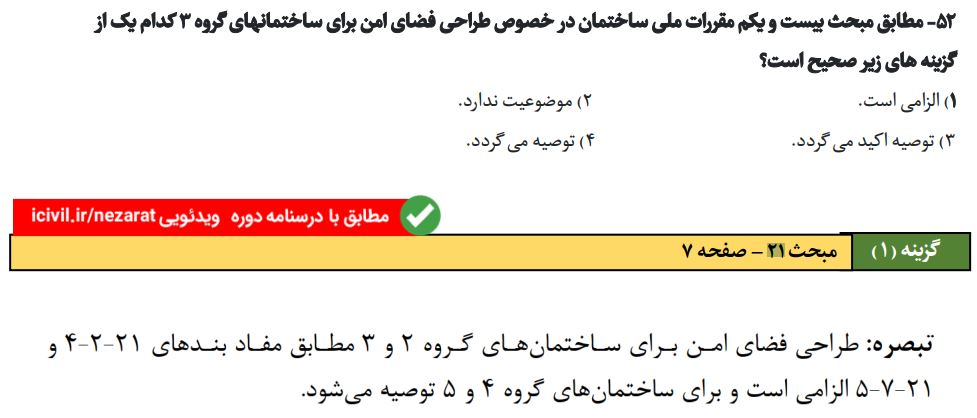 ۵۲- مطابق مبحث بیست و یکم مقررات ملی ساختمان در خصوص طراحی فضای امن برای ساختمانهای گروه ۳ کدام یک از
گزینه های زیر صحیح است؟
۱) الزامی است.
۲) موضوعیت ندارد.
۳) توصیه اکید می گردد.
۴) توصیه می گردد.
مطابق با درسنامه دوره ویدئویی icivil.ir/nezarat
گزینه (۱)
مبحث ۲۱ - صفحه ۷
تبصره: طراحی فضای امن برای ساختمان‌های گروه ۲ و ۳ مطابق مفاد بندهای ۲۱-۲-۴ و
۲۱-۷-۵ الزامی است و برای ساختمان‌های گروه ۴ و ۵ توصیه می‌شود.